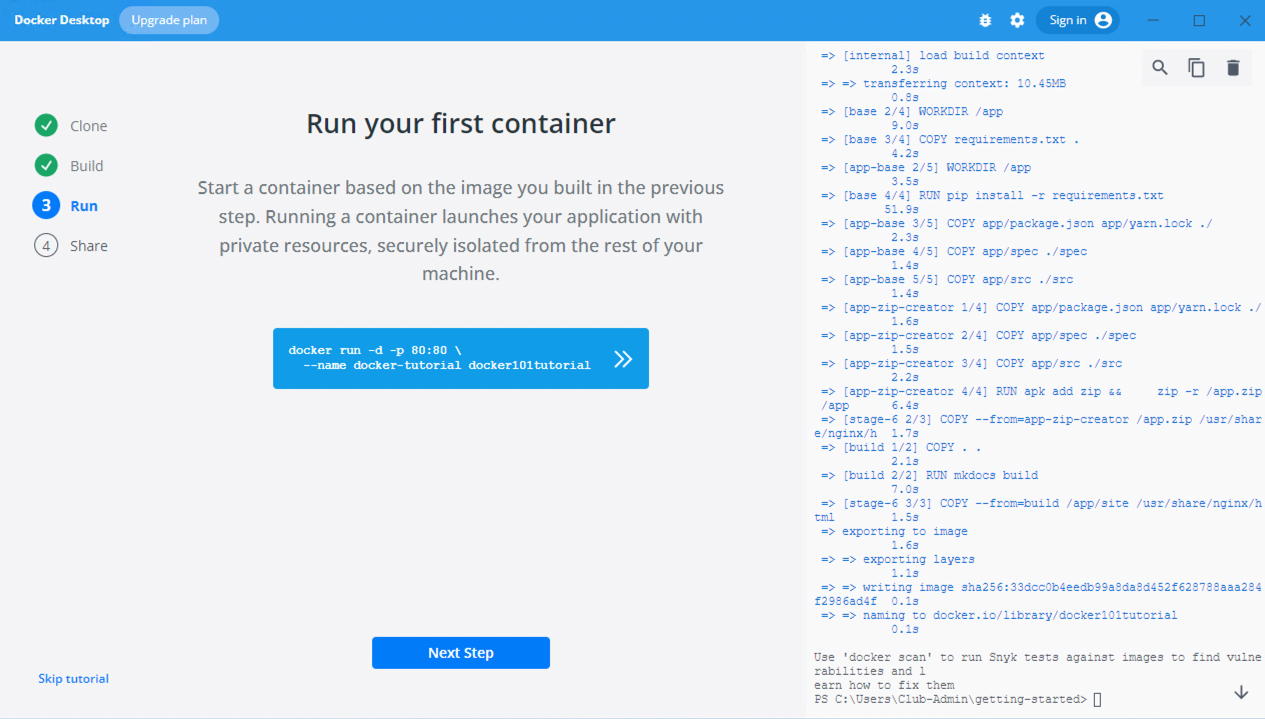 Docker Desktop
Upgrade plan
Sign in
Clone
Build
3
Run
4
Share
Run your first container
Start a container based on the image you built in the previous
step. Running a container launches your application with
private resources, securely isolated from the rest of your
machine.
docker run -d -p 80:80 \
--name docker-tutorial docker101tutorial
Next Step
Skip tutorial
=> [internal] load build context
2.3s
=> => transferring context: 10.45MB
0.8s
=> [base 2/4] WORKDIR /app
9.0s
=> [base 3/4] COPY requirements.txt .
4.2s
=> [app-base 2/5] WORKDIR /app
3.5s
=> [base 4/4] RUN pip install -r requirements.txt
51.9s
=> [app-base 3/5] COPY app/package.json app/yarn.lock ./
2.3s
=> [app-base 4/5] COPY app/spec ./spec
1.4s
=> [app-base 5/5] COPY app/src ./src
1.4s
=> [app-zip-creator 1/4] COPY app/package.json app/yarn.lock ./
1.6s
=> [app-zip-creator 2/4] COPY app/spec ./spec
1.5s
=> [app-zip-creator 3/4] COPY app/src ./src
2.2s
=> [app-zip-creator 4/4] RUN apk add zip && zip -r /app.zip
/app 6.4s
=> [stage-6 2/3] COPY --from=app-zip-creator /app.zip /usr/shar
e/nginx/h 1.7s
=> [build 1/2] COPY . .
2.1s
=> [build 2/2] RUN mkdocs build
7.0s
=> [stage-6 3/3] COPY --from=build /app/site /usr/share/nginx/h
tml 1.5s
=> exporting to image
1.6s
=> => exporting layers
1.1s
=> => writing image sha256:33dcc0b4eedb99a8da8d452f628788aaa284
f2986ad4f 0.1s
=> => naming to docker.io/library/docker101tutorial
0.1s
Use 'docker scan' to run Snyk tests against images to find vulne
rabilities and l
earn how to fix them
PS C:\Users\Club-Admin\getting-started>